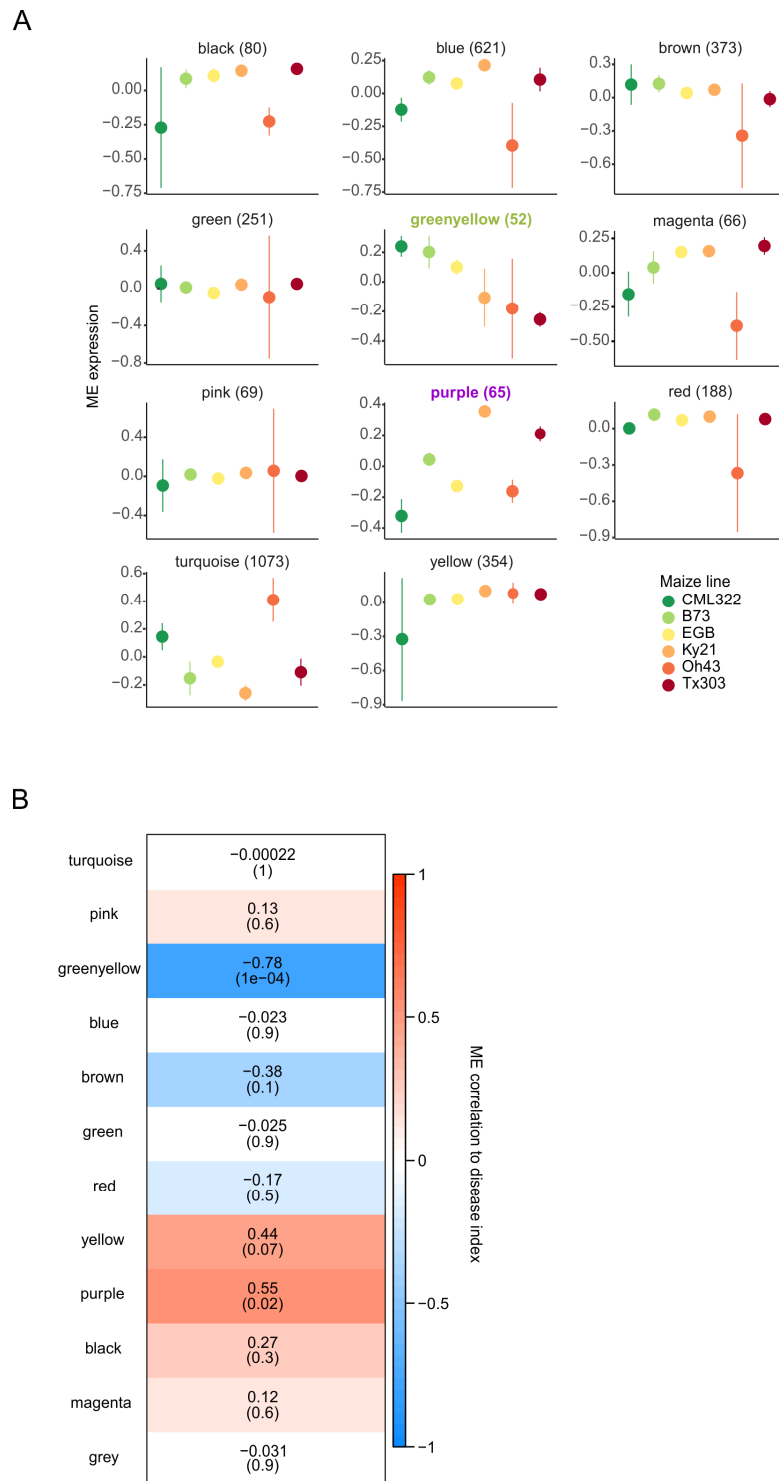 A
black (80)
0.00
−0.25
−0.50
−0.75
blue (621)
0.25
0.00
−0.25
−0.50
−0.75
brown (373)
0.3
0.0
−0.3
−0.6
ME expression
green (251)
0.4
0.0
−0.4
−0.8
greenyellow (52)
0.2
0.0
−0.2
−0.4
magenta (66)
0.25
0.00
−0.25
−0.50
pink (69)
0.4
0.0
−0.4
purple (65)
0.4
0.2
0.0
−0.2
−0.4
red (188)
0.0
−0.3
−0.6
−0.9
turquoise (1073)
0.6
0.4
0.2
0.0
−0.2
yellow (354)
0.0
−0.3
−0.6
−0.9
Maize line
CML322
B73
EGB
Ky21
Oh43
Tx303
B
turquoise
−0.00022
(1)
pink
0.13
(0.6)
greenyellow
−0.78
(1e−04)
blue
−0.023
(0.9)
brown
−0.38
(0.1)
green
−0.025
(0.9)
red
−0.17
(0.5)
yellow
0.44
(0.07)
purple
0.55
(0.02)
black
0.27
(0.3)
magenta
0.12
(0.6)
grey
−0.031
(0.9)
1
0.5
0
−0.5
−1
ME correlation to disease index